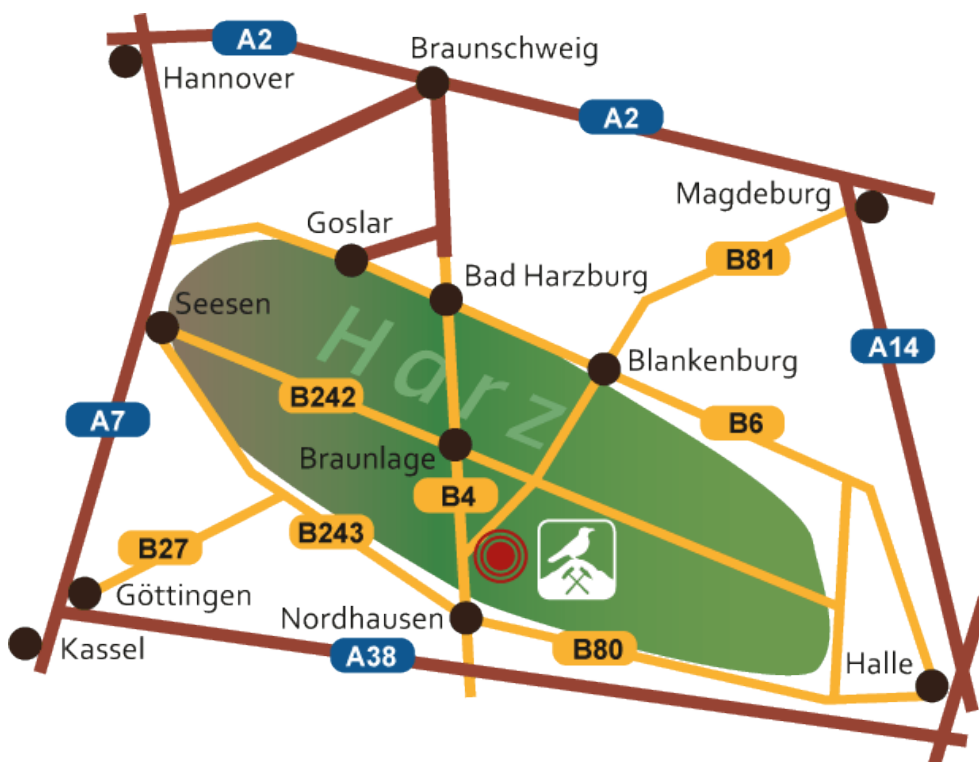 A2
Braunschweig
Hannover
A2
Magdeburg
Goslar
B81
Bad Harzburg
Seesen
Harz
A14
Blankenburg
B242
A7
B6
Braunlage
B4
B243
B27
Göttingen
Nordhausen
Kassel
A38
B80
Halle